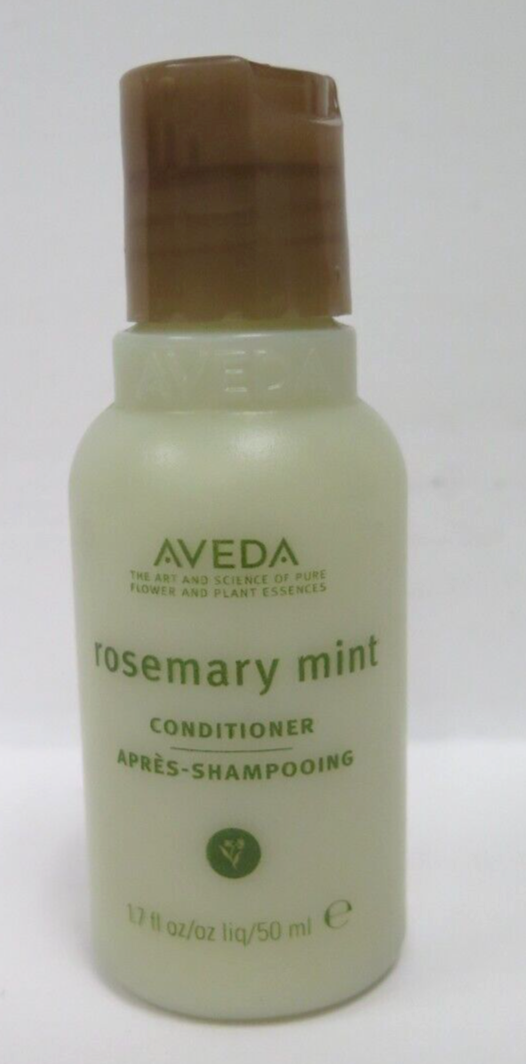 AVEDA
AVEDA
THE ART AND SCIENCE OF PURE
FLOWER AND PLANT ESSENCES
rosemary mint
CONDITIONER
APRÈS-SHAMPOOING
1.7 fl oz/oz liq/50 ml ℮